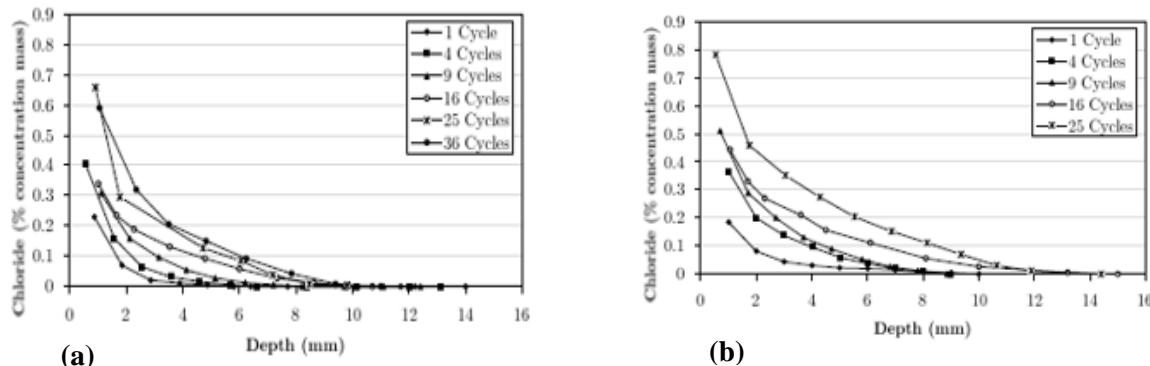 0.9
0.8
0.7
0.6
0.5
0.4
0.3
0.2
0.1
0
Chloride (% concentration mass)
1 Cycle
4 Cycles
9 Cycles
16 Cycles
25 Cycles
36 Cycles
0 2 4 6 8 10 12 14 16
Depth (mm)
(a)
0.9
0.8
0.7
0.6
0.5
0.4
0.3
0.2
0.1
0
Chloride (% concentration mass)
1 Cycle
4 Cycles
9 Cycles
16 Cycles
25 Cycles
0 2 4 6 8 10 12 14 16
Depth (mm)
(b)